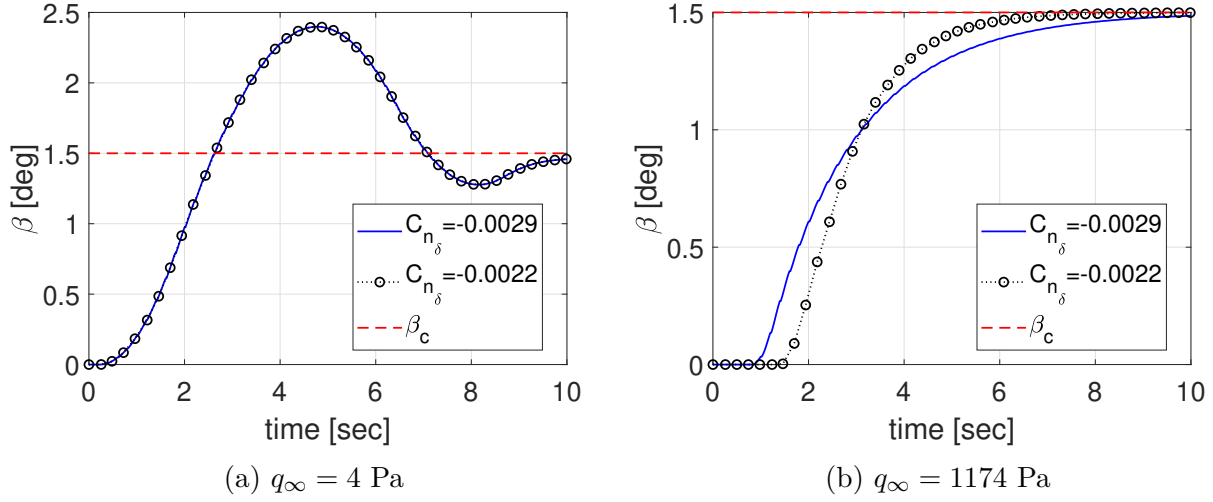 β [deg]
2.5
2
1.5
1
0.5
0
0 2 4 6 8 10
time [sec]
C_{n_δ}=-0.0029
C_{n_δ}=-0.0022
β_c
(a) q_∞ = 4 Pa
β [deg]
1.5
1
0.5
0
0 2 4 6 8 10
time [sec]
C_{n_δ}=-0.0029
C_{n_δ}=-0.0022
β_c
(b) q_∞ = 1174 Pa